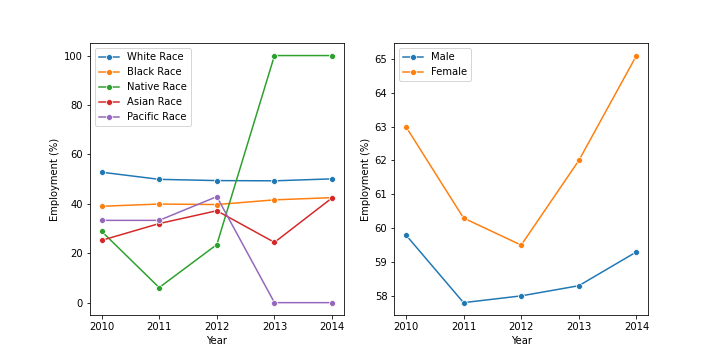 100
80
60
40
20
0
Employment (%)
White Race
Black Race
Native Race
Asian Race
Pacific Race
2010 2011 2012 2013 2014
Year
65
64
63
62
61
60
59
58
Employment (%)
Male
Female
2010 2011 2012 2013 2014
Year